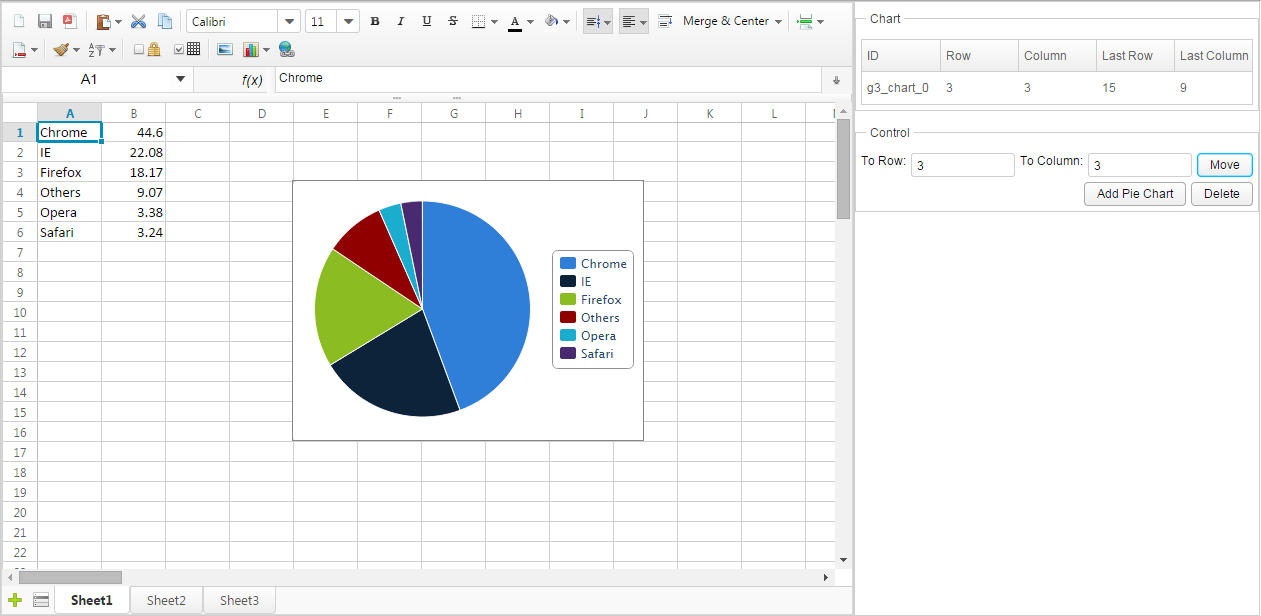 Calibri 11 B I U S A Merge & Center
A Z
A1 f(x) Chrome
A B C D E F G H I J K L
1 Chrome 44.6
2 IE 22.08
3 Firefox 18.17
4 Others 9.07
5 Opera 3.38
6 Safari 3.24
7
8
9
10
11
12
13
14
15
16
17
18
19
20
21
22
Chrome
IE
Firefox
Others
Opera
Safari
Sheet1 Sheet2 Sheet3
Chart
ID Row Column Last Row Last Column
g3_chart_0 3 3 15 9
Control
To Row: 3 To Column: 3 Move
Add Pie Chart Delete